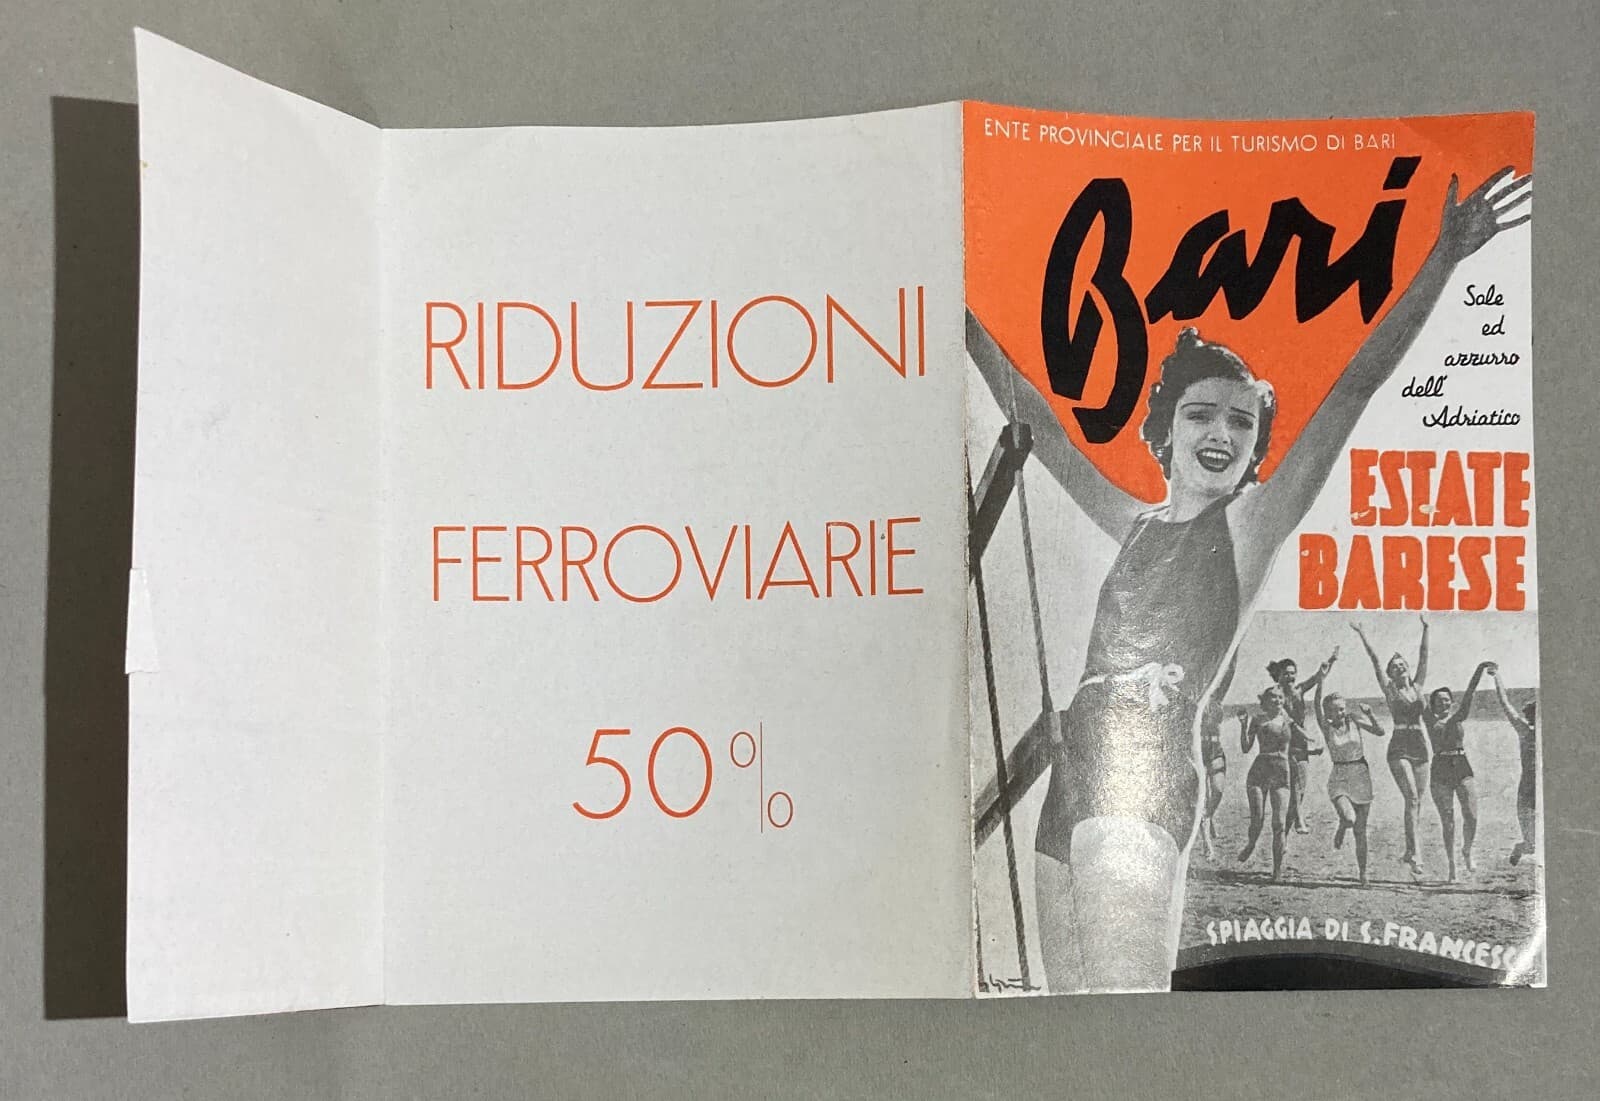 RIDUZIONI
FERROVIARIE
50%
ENTE PROVINCIALE PER IL TURISMO DI BARI
Bari
Sole
ed
azzurro
dell'
Adriatico
ESTATE
BARESE
SPIAGGIA DI S. FRANCESCO